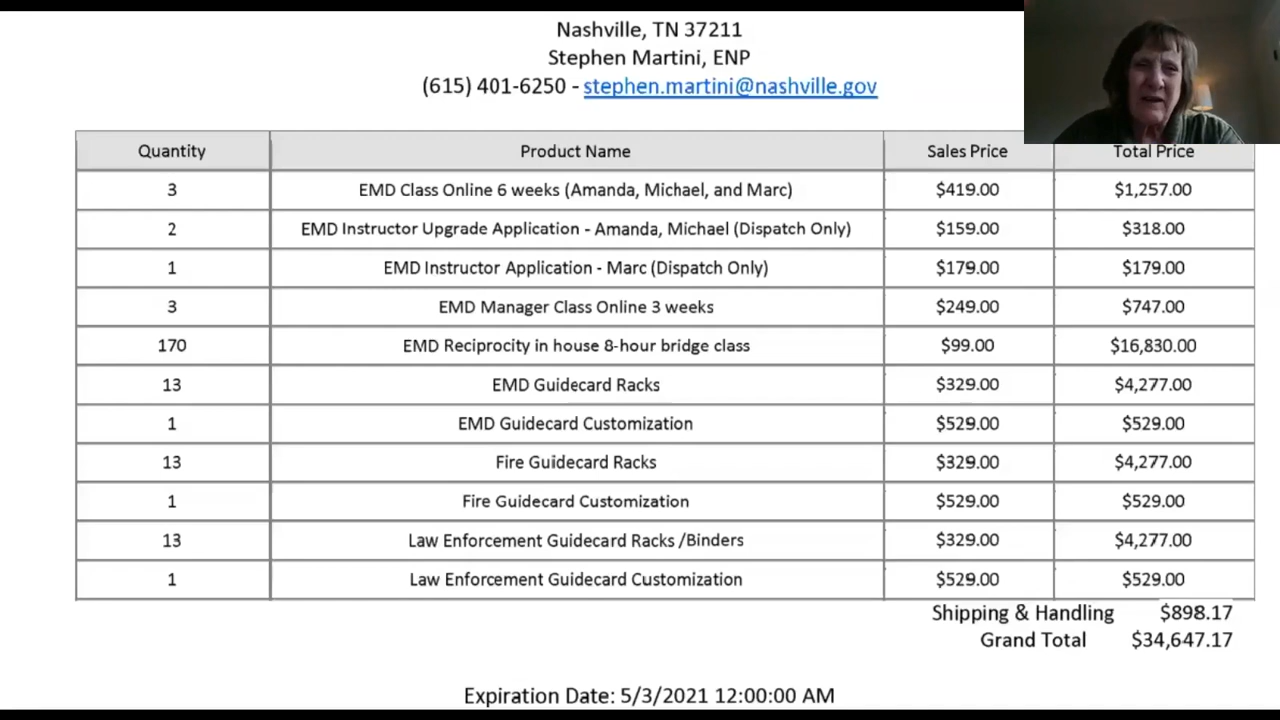 Nashville, TN 37211
Stephen Martini, ENP
(615) 401-6250 - stephen.martini@nashville.gov
Quantity Product Name Sales Price Total Price
3 EMD Class Online 6 weeks (Amanda, Michael, and Marc) $419.00 $1,257.00
2 EMD Instructor Upgrade Application - Amanda, Michael (Dispatch Only) $159.00 $318.00
1 EMD Instructor Application - Marc (Dispatch Only) $179.00 $179.00
3 EMD Manager Class Online 3 weeks $249.00 $747.00
170 EMD Reciprocity in house 8-hour bridge class $99.00 $16,830.00
13 EMD Guidecard Racks $329.00 $4,277.00
1 EMD Guidecard Customization $529.00 $529.00
13 Fire Guidecard Racks $329.00 $4,277.00
1 Fire Guidecard Customization $529.00 $529.00
13 Law Enforcement Guidecard Racks /Binders $329.00 $4,277.00
1 Law Enforcement Guidecard Customization $529.00 $529.00
Shipping & Handling $898.17
Grand Total $34,647.17
Expiration Date: 5/3/2021 12:00:00 AM